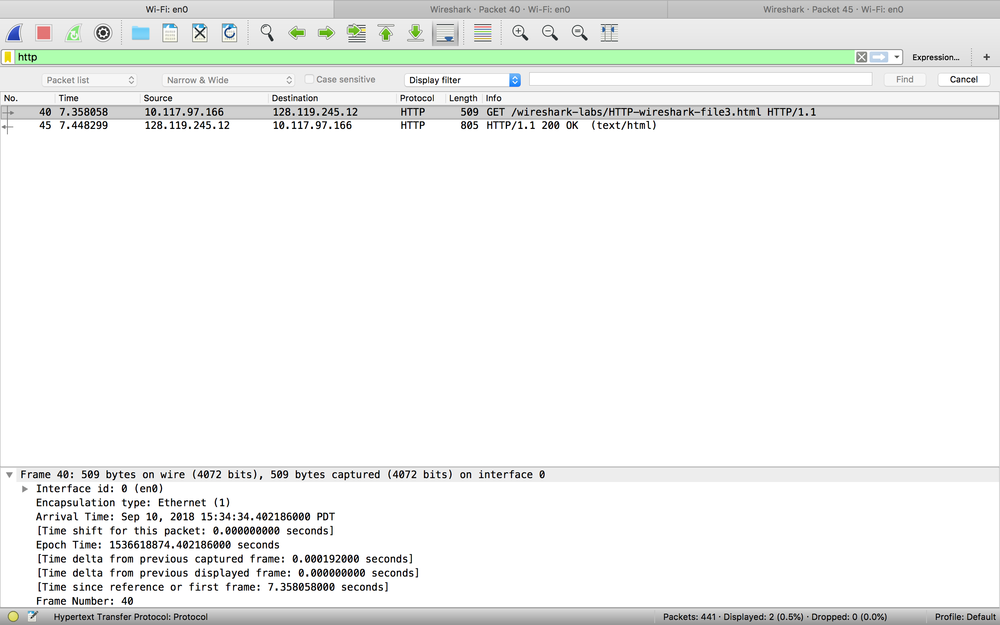 Wi-Fi: en0 Wireshark · Packet 40 · Wi-Fi: en0 Wireshark · Packet 45 · Wi-Fi: en0
http Expression... +
Packet list Narrow & Wide Case sensitive Display filter Find Cancel
No. Time Source Destination Protocol Length Info
40 7.358058 10.117.97.166 128.119.245.12 HTTP 509 GET /wireshark-labs/HTTP-wireshark-file3.html HTTP/1.1
45 7.448299 128.119.245.12 10.117.97.166 HTTP 805 HTTP/1.1 200 OK (text/html)
Frame 40: 509 bytes on wire (4072 bits), 509 bytes captured (4072 bits) on interface 0
Interface id: 0 (en0)
Encapsulation type: Ethernet (1)
Arrival Time: Sep 10, 2018 15:34:34.402186000 PDT
[Time shift for this packet: 0.000000000 seconds]
Epoch Time: 1536618874.402186000 seconds
[Time delta from previous captured frame: 0.000192000 seconds]
[Time delta from previous displayed frame: 0.000000000 seconds]
[Time since reference or first frame: 7.358058000 seconds]
Frame Number: 40
Hypertext Transfer Protocol: Protocol Packets: 441 · Displayed: 2 (0.5%) · Dropped: 0 (0.0%) Profile: Default